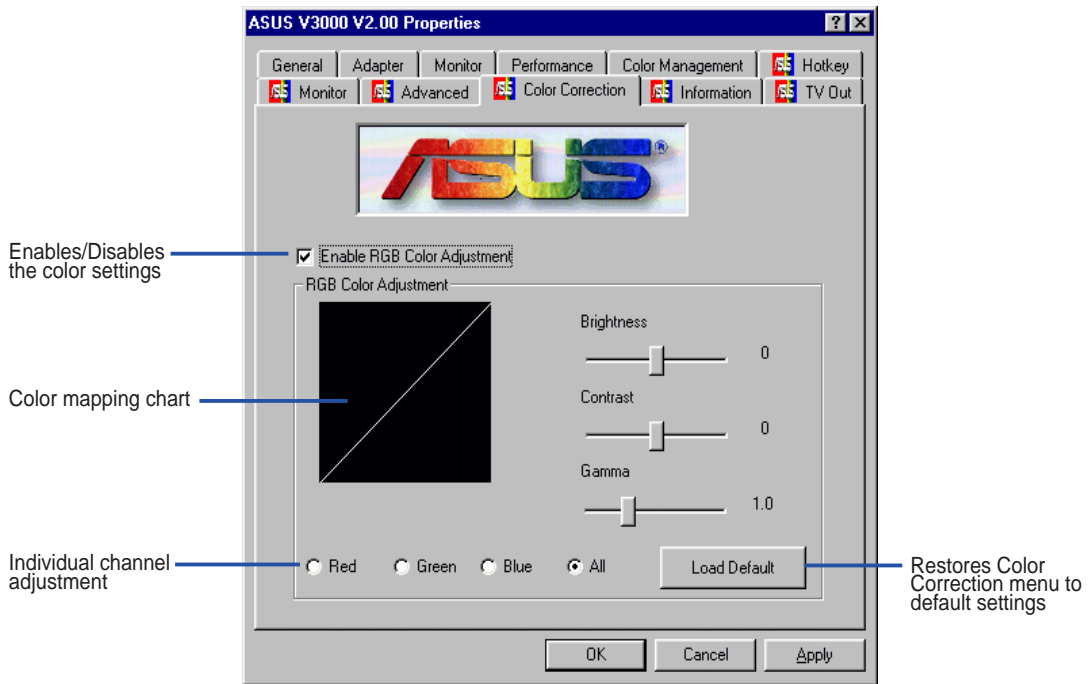 ASUS V3000 V2.00 Properties
General Adapter Monitor Performance Color Management Hotkey
Monitor Advanced Color Correction Information TV Out
ASUS®
Enables/Disables
the color settings
Enable RGB Color Adjustment
RGB Color Adjustment
Brightness
0
Color mapping chart
Contrast
0
Gamma
1.0
Individual channel
adjustment
Red Green Blue All Load Default
Restores Color
Correction menu to
default settings
OK Cancel Apply